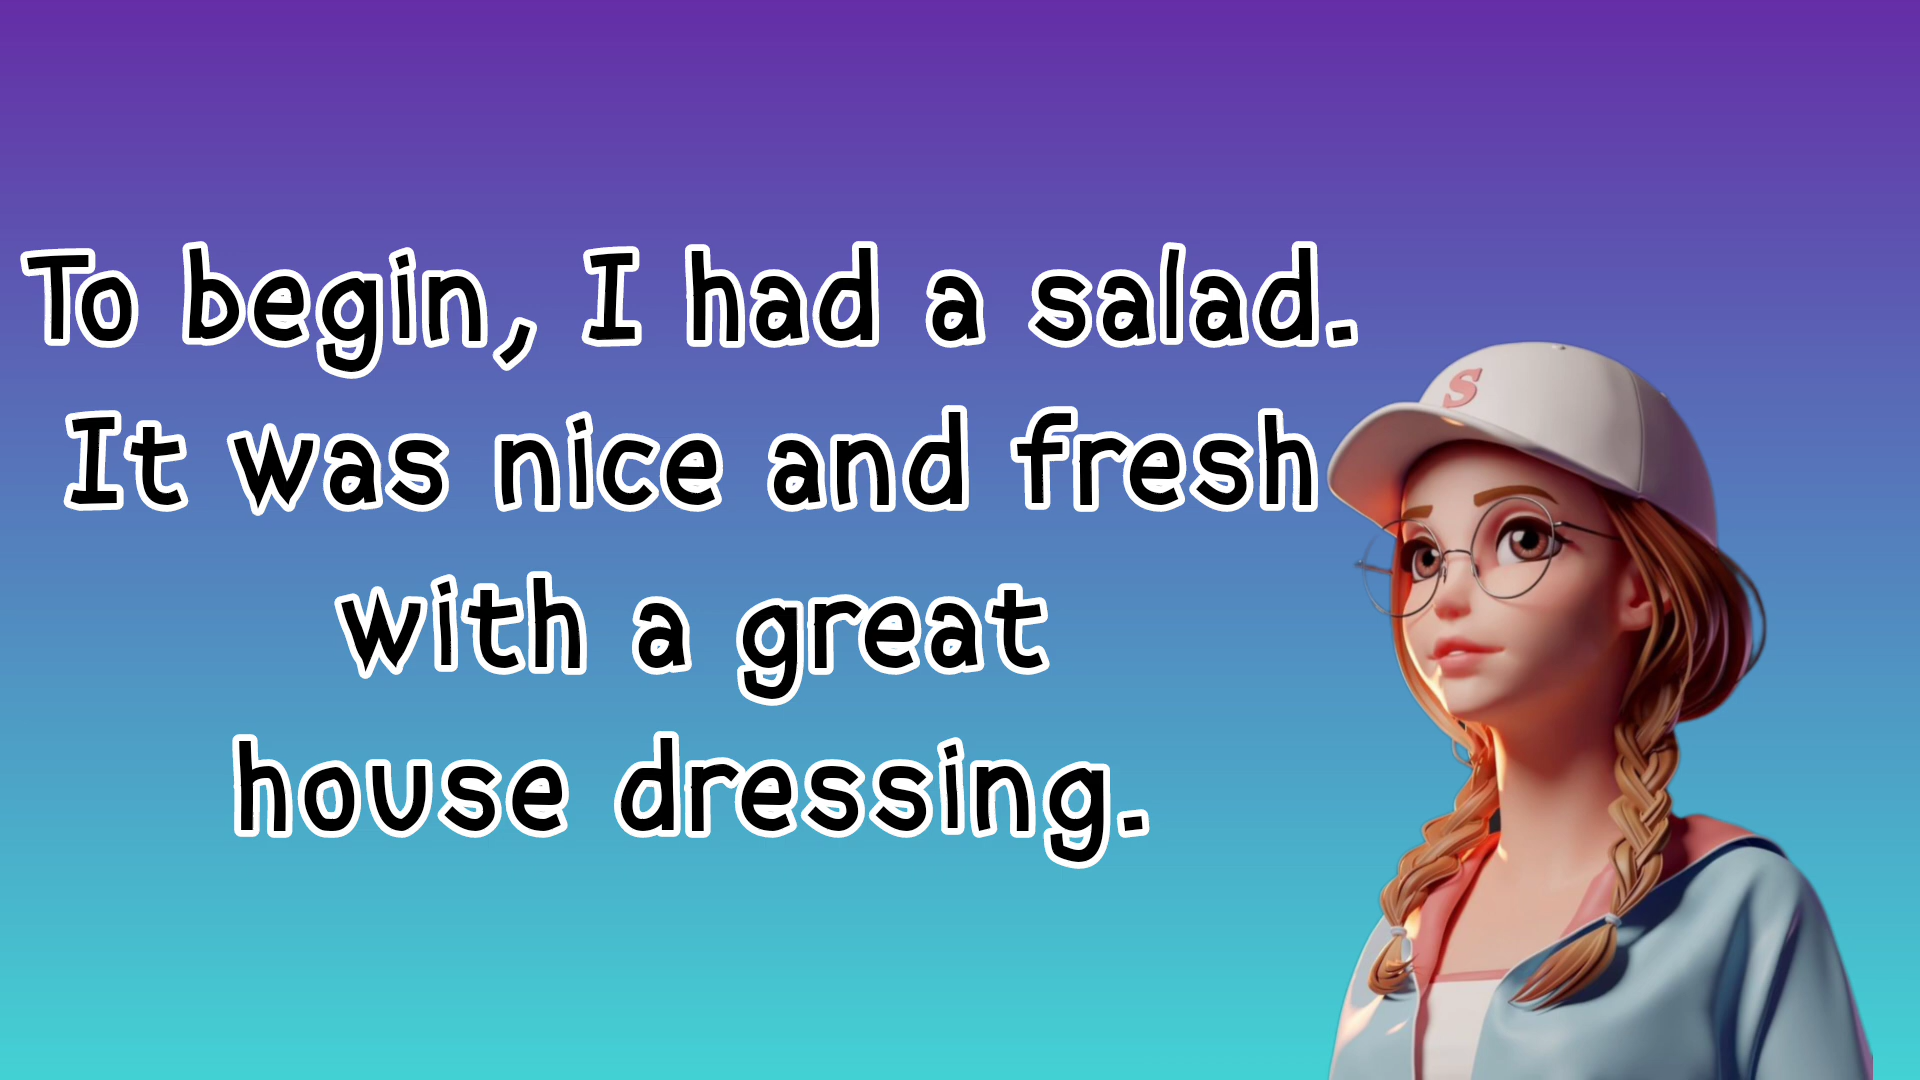 To begin, I had a salad.
It was nice and fresh
with a great
house dressing.
S